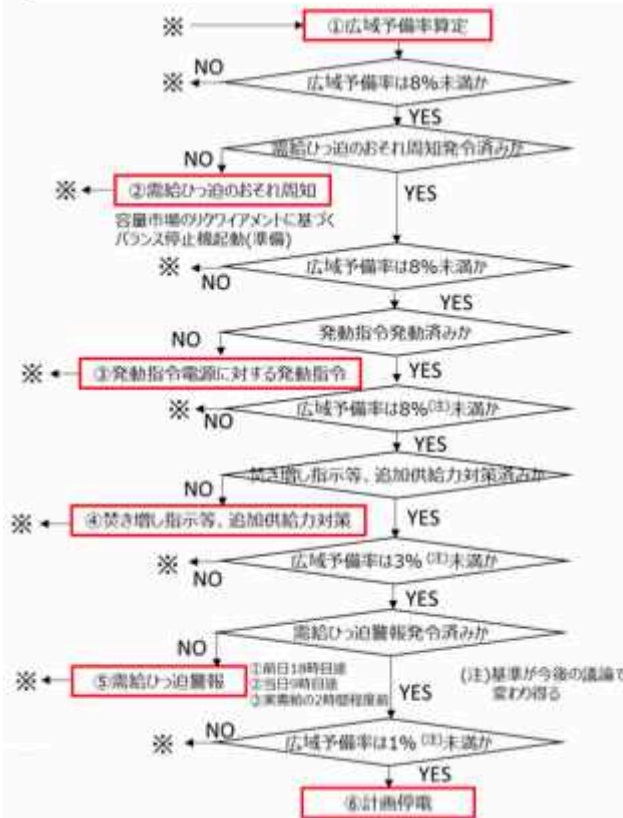 ※ ①広域予備率算定
NO
※ 広域予備率は8%未満か
YES
需給ひっ迫のおそれ周知発令済みか
NO
※ ②需給ひっ迫のおそれ周知 YES
容量市場のリクワイアメントに基づく
バランス停止機起動(準備)
※ NO 広域予備率は8%未満か
YES
発動指令発動済みか
NO
※ ③発動指令電源に対する発動指令 YES
※ NO 広域予備率は8%(注)未満か
YES
焚き増し指示等、追加供給力対策済みか
NO
※ ④焚き増し指示等、追加供給力対策 YES
※ NO 広域予備率は3%(注)未満か
YES
需給ひっ迫警報発令済みか
NO
※ ⑤需給ひっ迫警報
①前日18時目途
②当日9時目途
③実需給の2時間程度前
YES
(注)基準が今後の議論で
変わり得る
※ NO 広域予備率は1%(注)未満か
YES
⑥計画停電